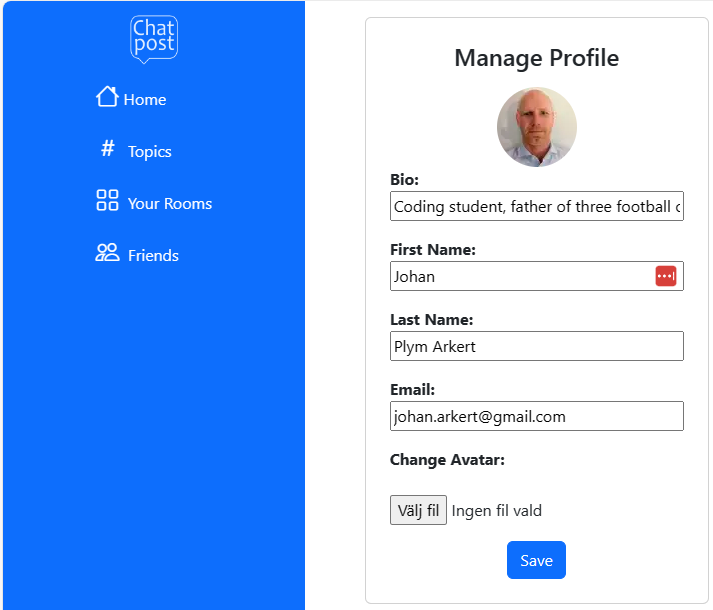 Chat
post
Home
# Topics
Your Rooms
Friends
Manage Profile
Bio:
Coding student, father of three football
First Name:
Johan
Last Name:
Plym Arkert
Email:
johan.arkert@gmail.com
Change Avatar:
Välj fil Ingen fil vald
Save